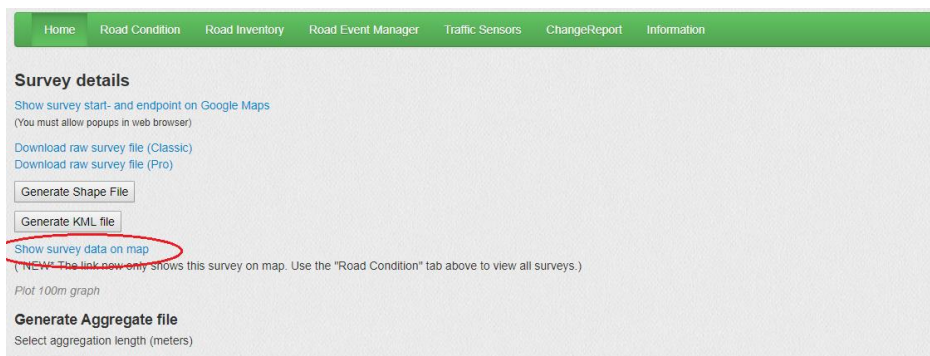 Home Road Condition Road Inventory Road Event Manager Traffic Sensors ChangeReport Information
Survey details
Show survey start- and endpoint on Google Maps
(You must allow popups in web browser)
Download raw survey file (Classic)
Download raw survey file (Pro)
Generate Shape File
Generate KML file
Show survey data on map
(*NEW* The link now only shows this survey on map. Use the "Road Condition" tab above to view all surveys.)
Plot 100m graph
Generate Aggregate file
Select aggregation length (meters)